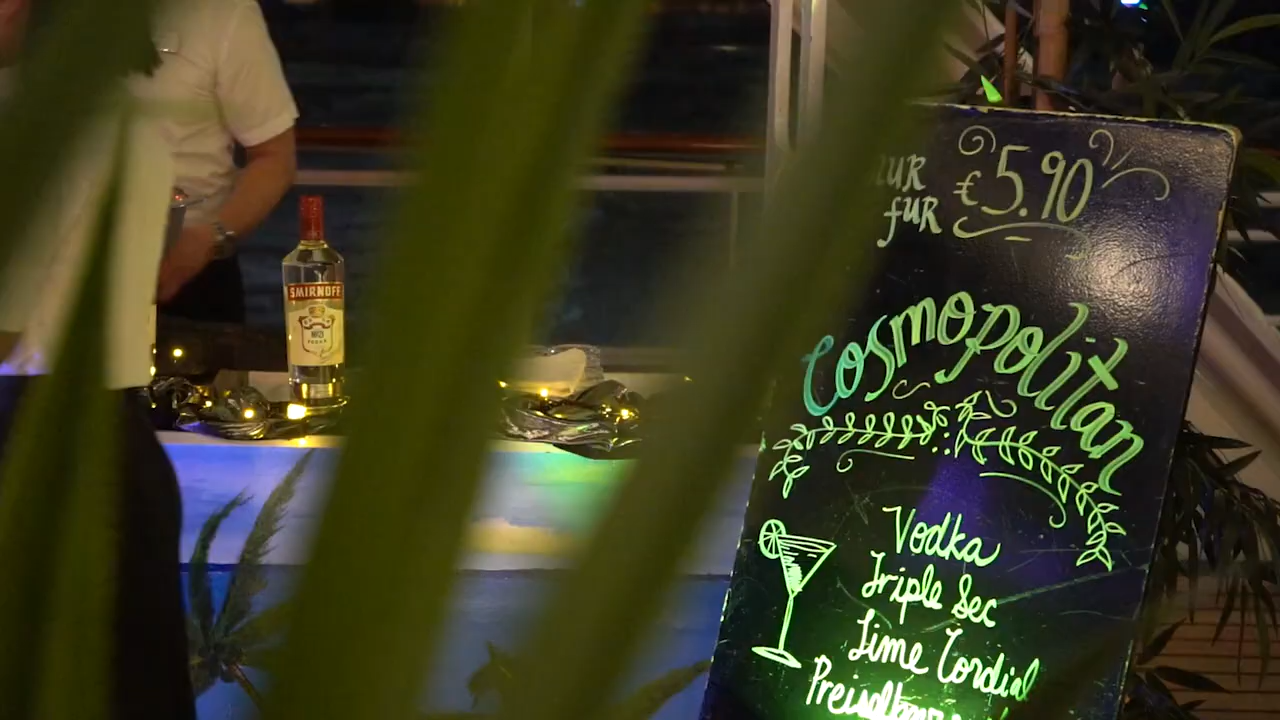 SMIRNOFF
NUR
fUR
€5.90
Cosmopolitan
Vodka
Triple Sec
Lime Cordial